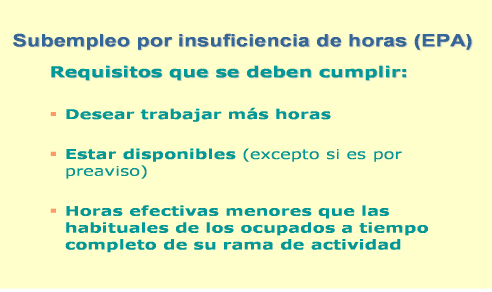 Subempleo por insuficiencia de horas (EPA)
Requisitos que se deben cumplir:
Desear trabajar más horas
Estar disponibles (excepto si es por
preaviso)
Horas efectivas menores que las
habituales de los ocupados a tiempo
completo de su rama de actividad